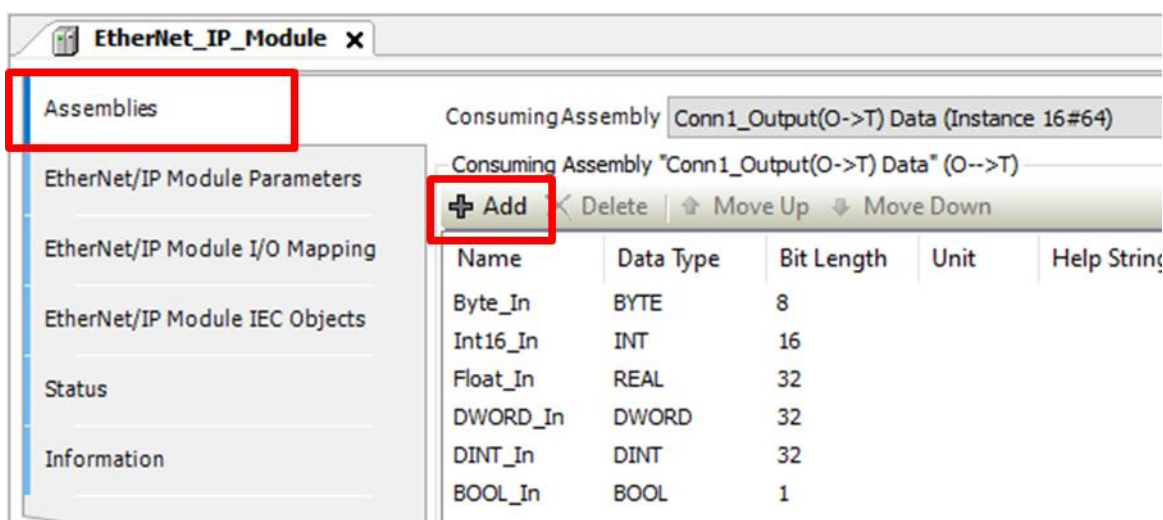 EtherNet_IP_Module
Assemblies
Consuming Assembly Conn1_Output(O->T) Data (Instance 16#64)
Consuming Assembly "Conn1_Output(O->T) Data" (O-->T)
EtherNet/IP Module Parameters
Add Delete Move Up Move Down
EtherNet/IP Module I/O Mapping
Name Data Type Bit Length Unit Help String
Byte_In BYTE 8
EtherNet/IP Module IEC Objects
Int16_In INT 16
Float_In REAL 32
Status
DWORD_In DWORD 32
Information
DINT_In DINT 32
BOOL_In BOOL 1